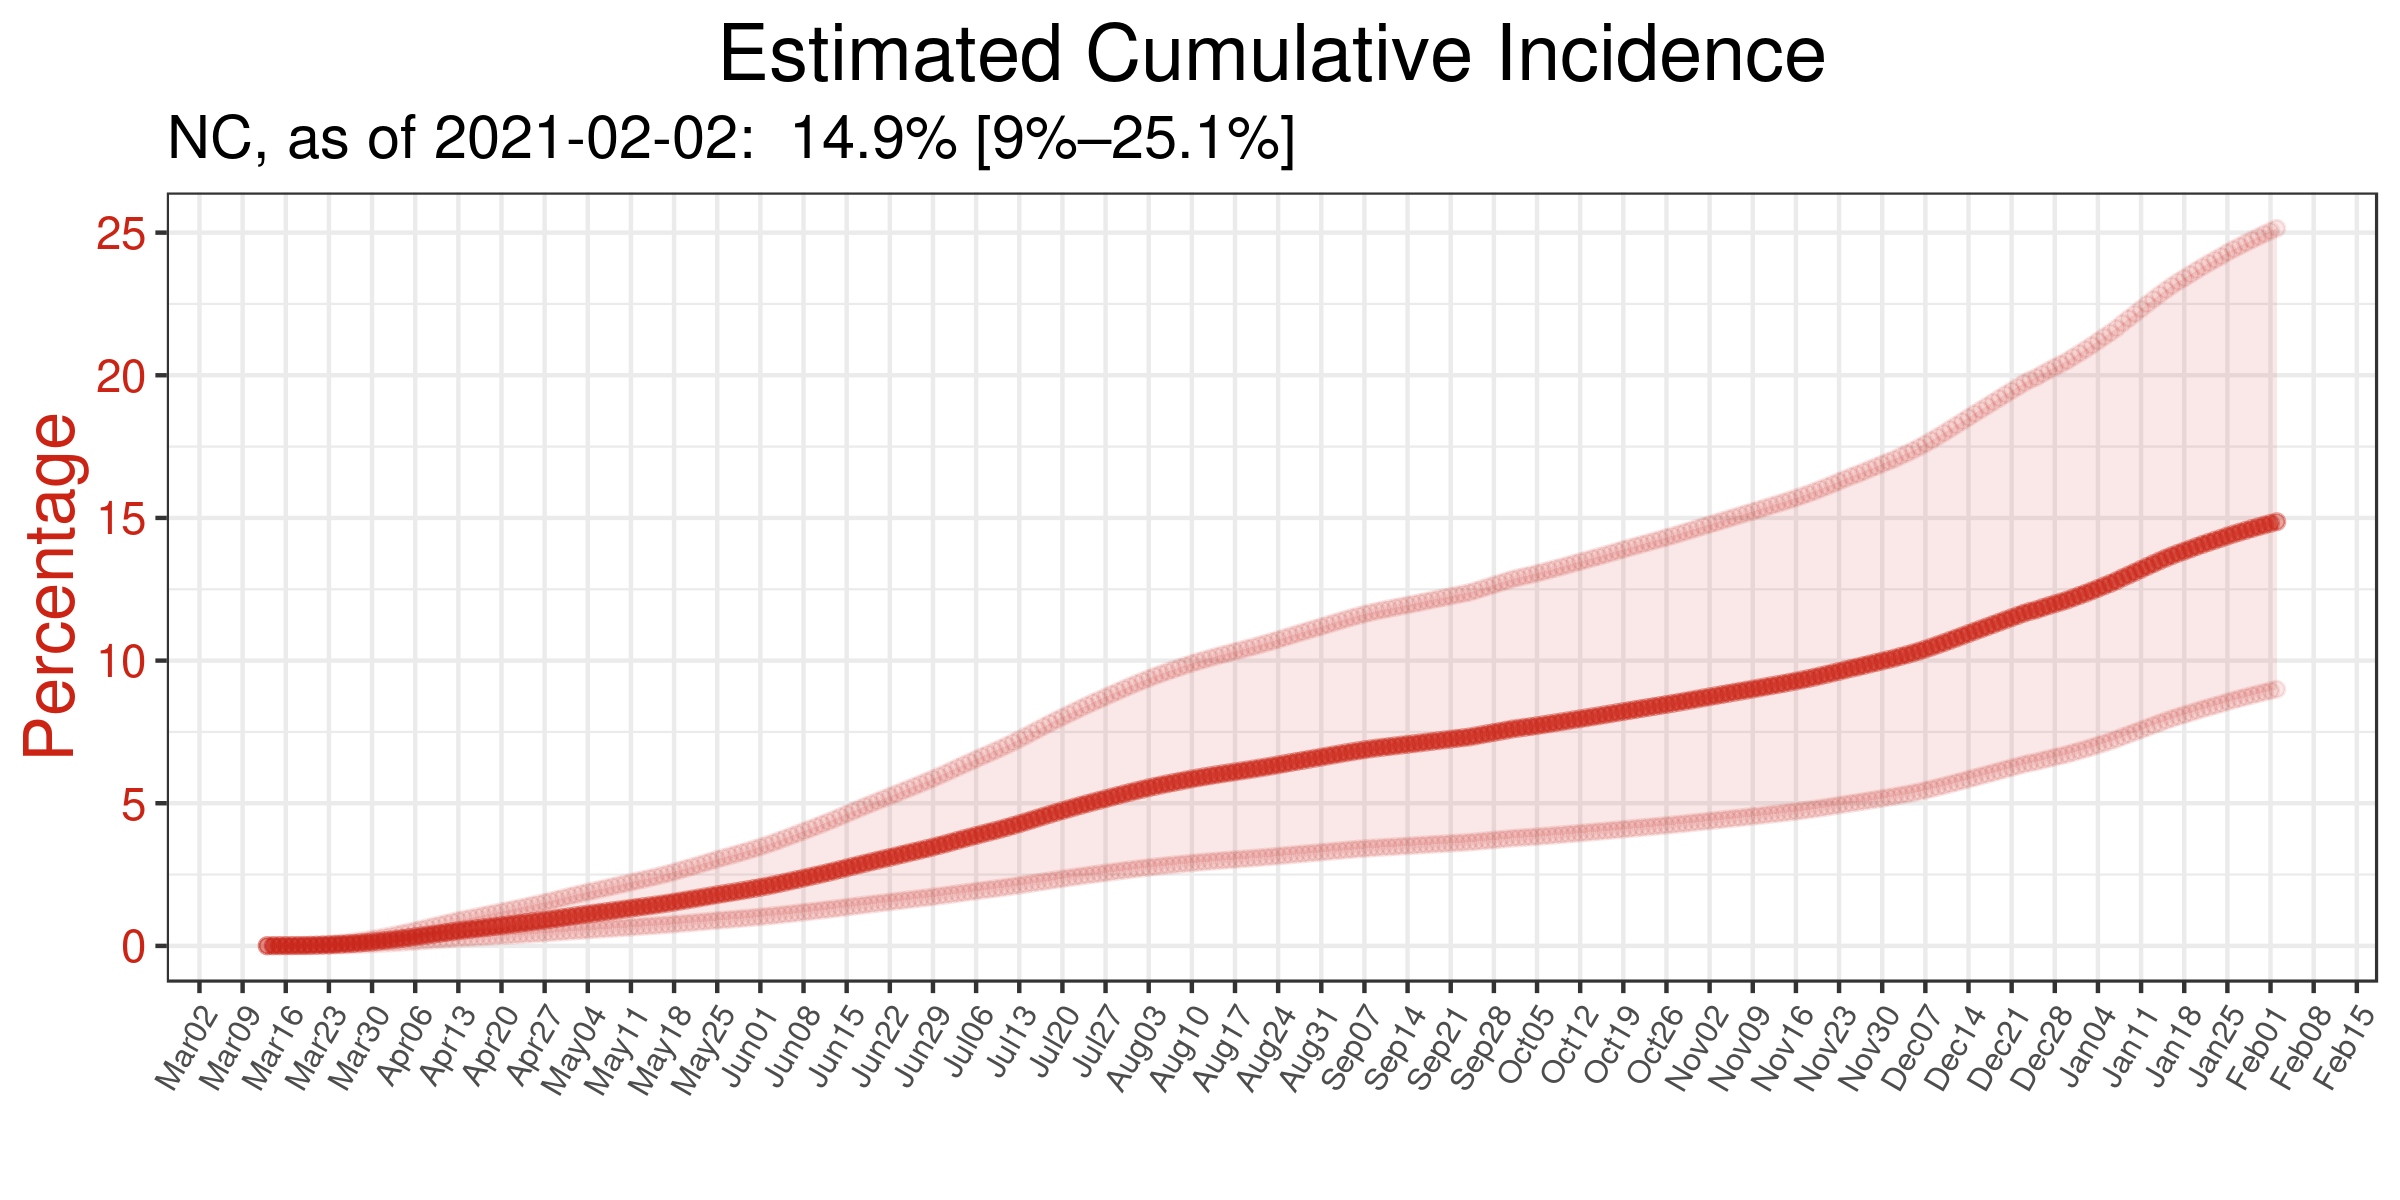 Estimated Cumulative Incidence
NC, as of 2021-02-02:  14.9% [9%–25.1%]
Percentage
25
20
15
10
5
0
Mar02
Mar09
Mar16
Mar23
Mar30
Apr06
Apr13
Apr20
Apr27
May04
May11
May18
May25
Jun01
Jun08
Jun15
Jun22
Jun29
Jul06
Jul13
Jul20
Jul27
Aug03
Aug10
Aug17
Aug24
Aug31
Sep07
Sep14
Sep21
Sep28
Oct05
Oct12
Oct19
Oct26
Nov02
Nov09
Nov16
Nov23
Nov30
Dec07
Dec14
Dec21
Dec28
Jan04
Jan11
Jan18
Jan25
Feb01
Feb08
Feb15